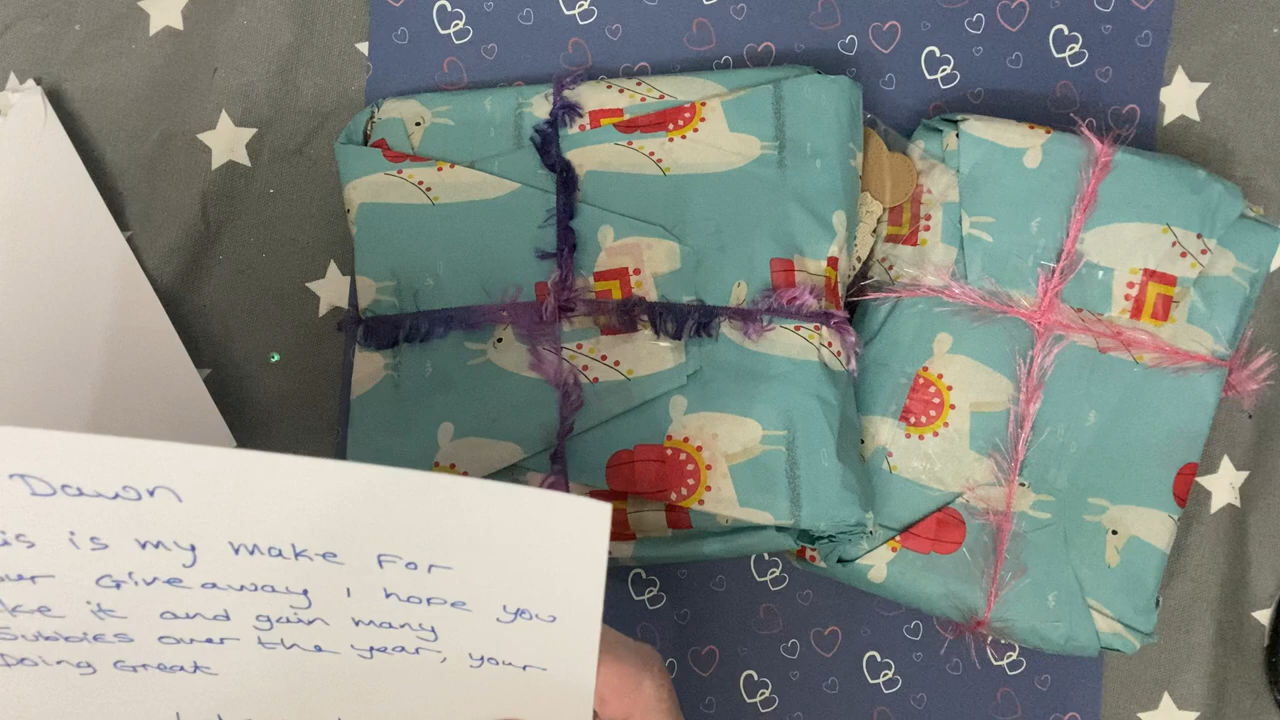 Dawn
is is my make for
ur Giveaway I hope you
ke it and gain many
Subbies over the year, your
Doing Great